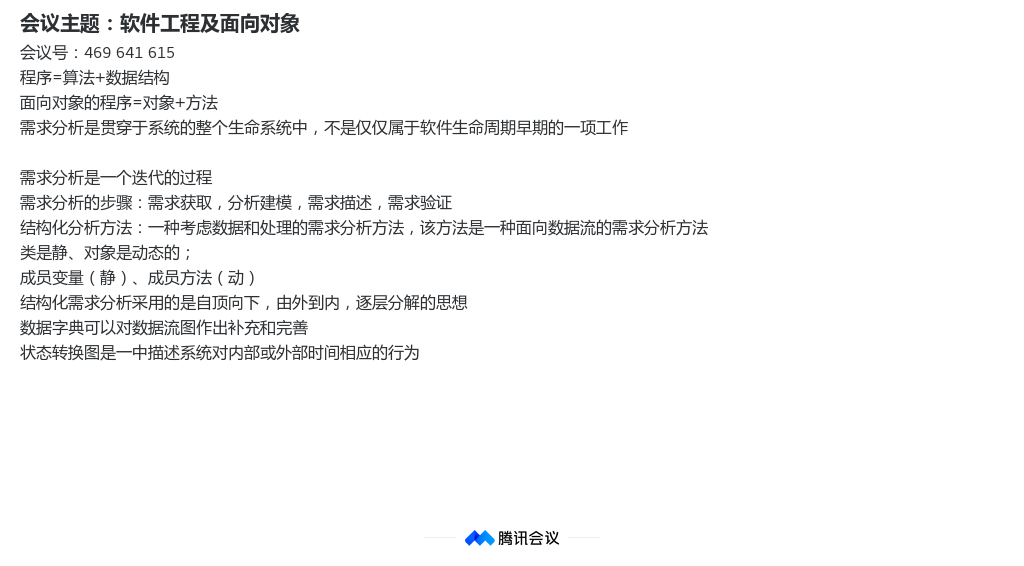 会议主题：软件工程及面向对象
会议号：469 641 615
程序=算法+数据结构
面向对象的程序=对象+方法
需求分析是贯穿于系统的整个生命系统中，不是仅仅属于软件生命周期早期的一项工作
需求分析是一个迭代的过程
需求分析的步骤：需求获取，分析建模，需求描述，需求验证
结构化分析方法：一种考虑数据和处理的需求分析方法，该方法是一种面向数据流的需求分析方法
类是静、对象是动态的；
成员变量（静）、成员方法（动）
结构化需求分析采用的是自顶向下，由外到内，逐层分解的思想
数据字典可以对数据流图作出补充和完善
状态转换图是一中描述系统对内部或外部时间相应的行为
腾讯会议